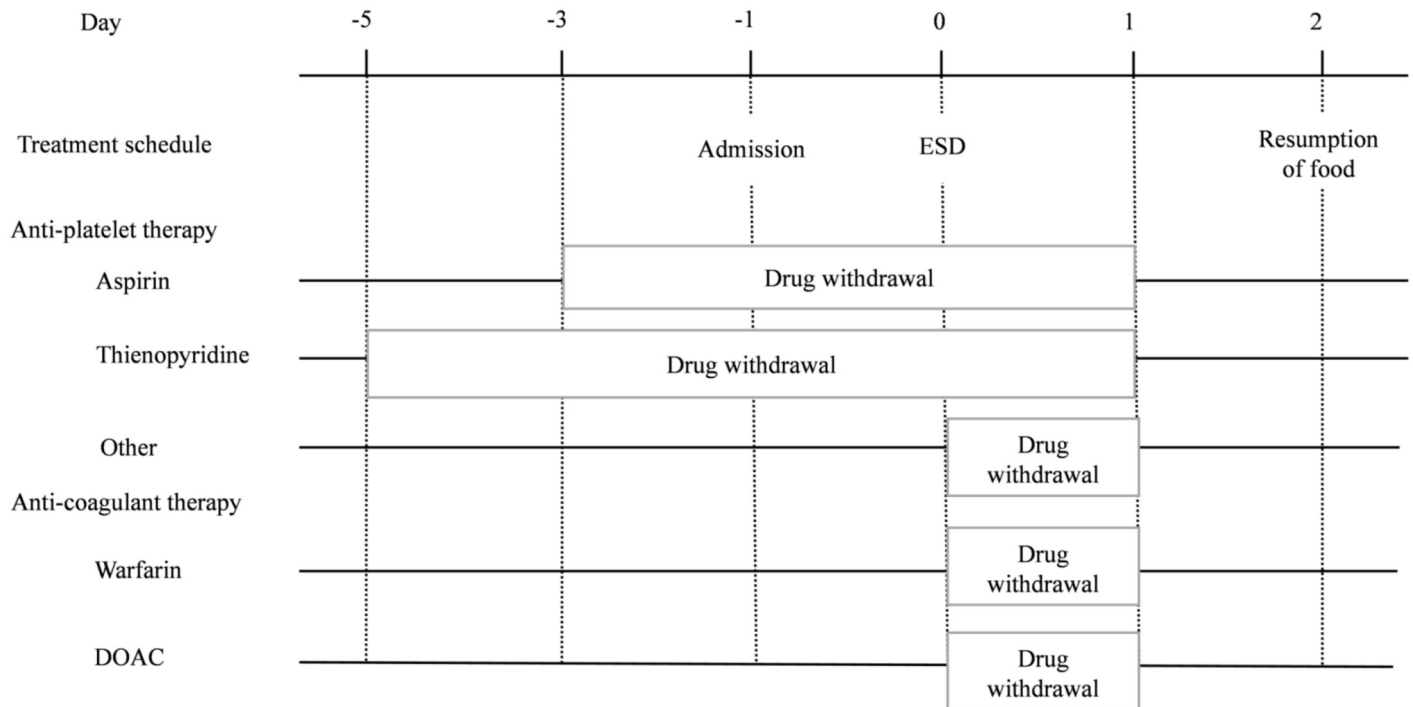 Day -5 -3 -1 0 1 2
Treatment schedule Admission ESD Resumption
of food
Anti-platelet therapy
Aspirin Drug withdrawal
Thienopyridine Drug withdrawal
Other Drug
withdrawal
Anti-coagulant therapy
Warfarin Drug
withdrawal
DOAC Drug
withdrawal